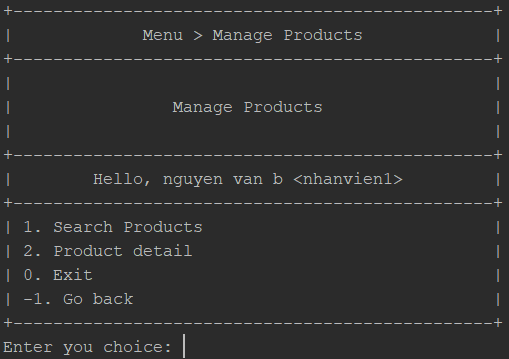 Menu > Manage Products
Manage Products
Hello, nguyen van b <nhanvien1>
1. Search Products
2. Product detail
0. Exit
-1. Go back
Enter you choice: